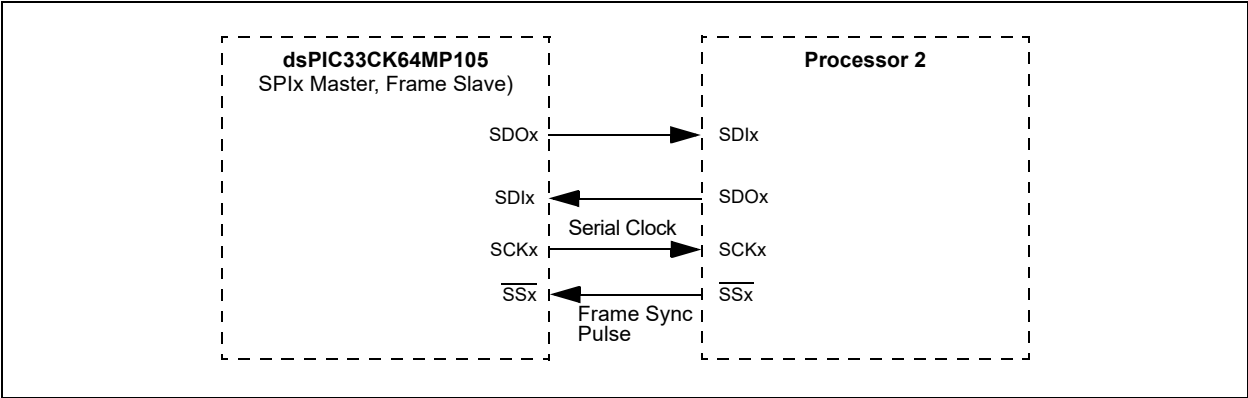 dsPIC33CK64MP105
SPIx Master, Frame Slave)
SDOx
SDIx
SCKx
SSx
Serial Clock
Frame Sync
Pulse
Processor 2
SDIx
SDOx
SCKx
SSx